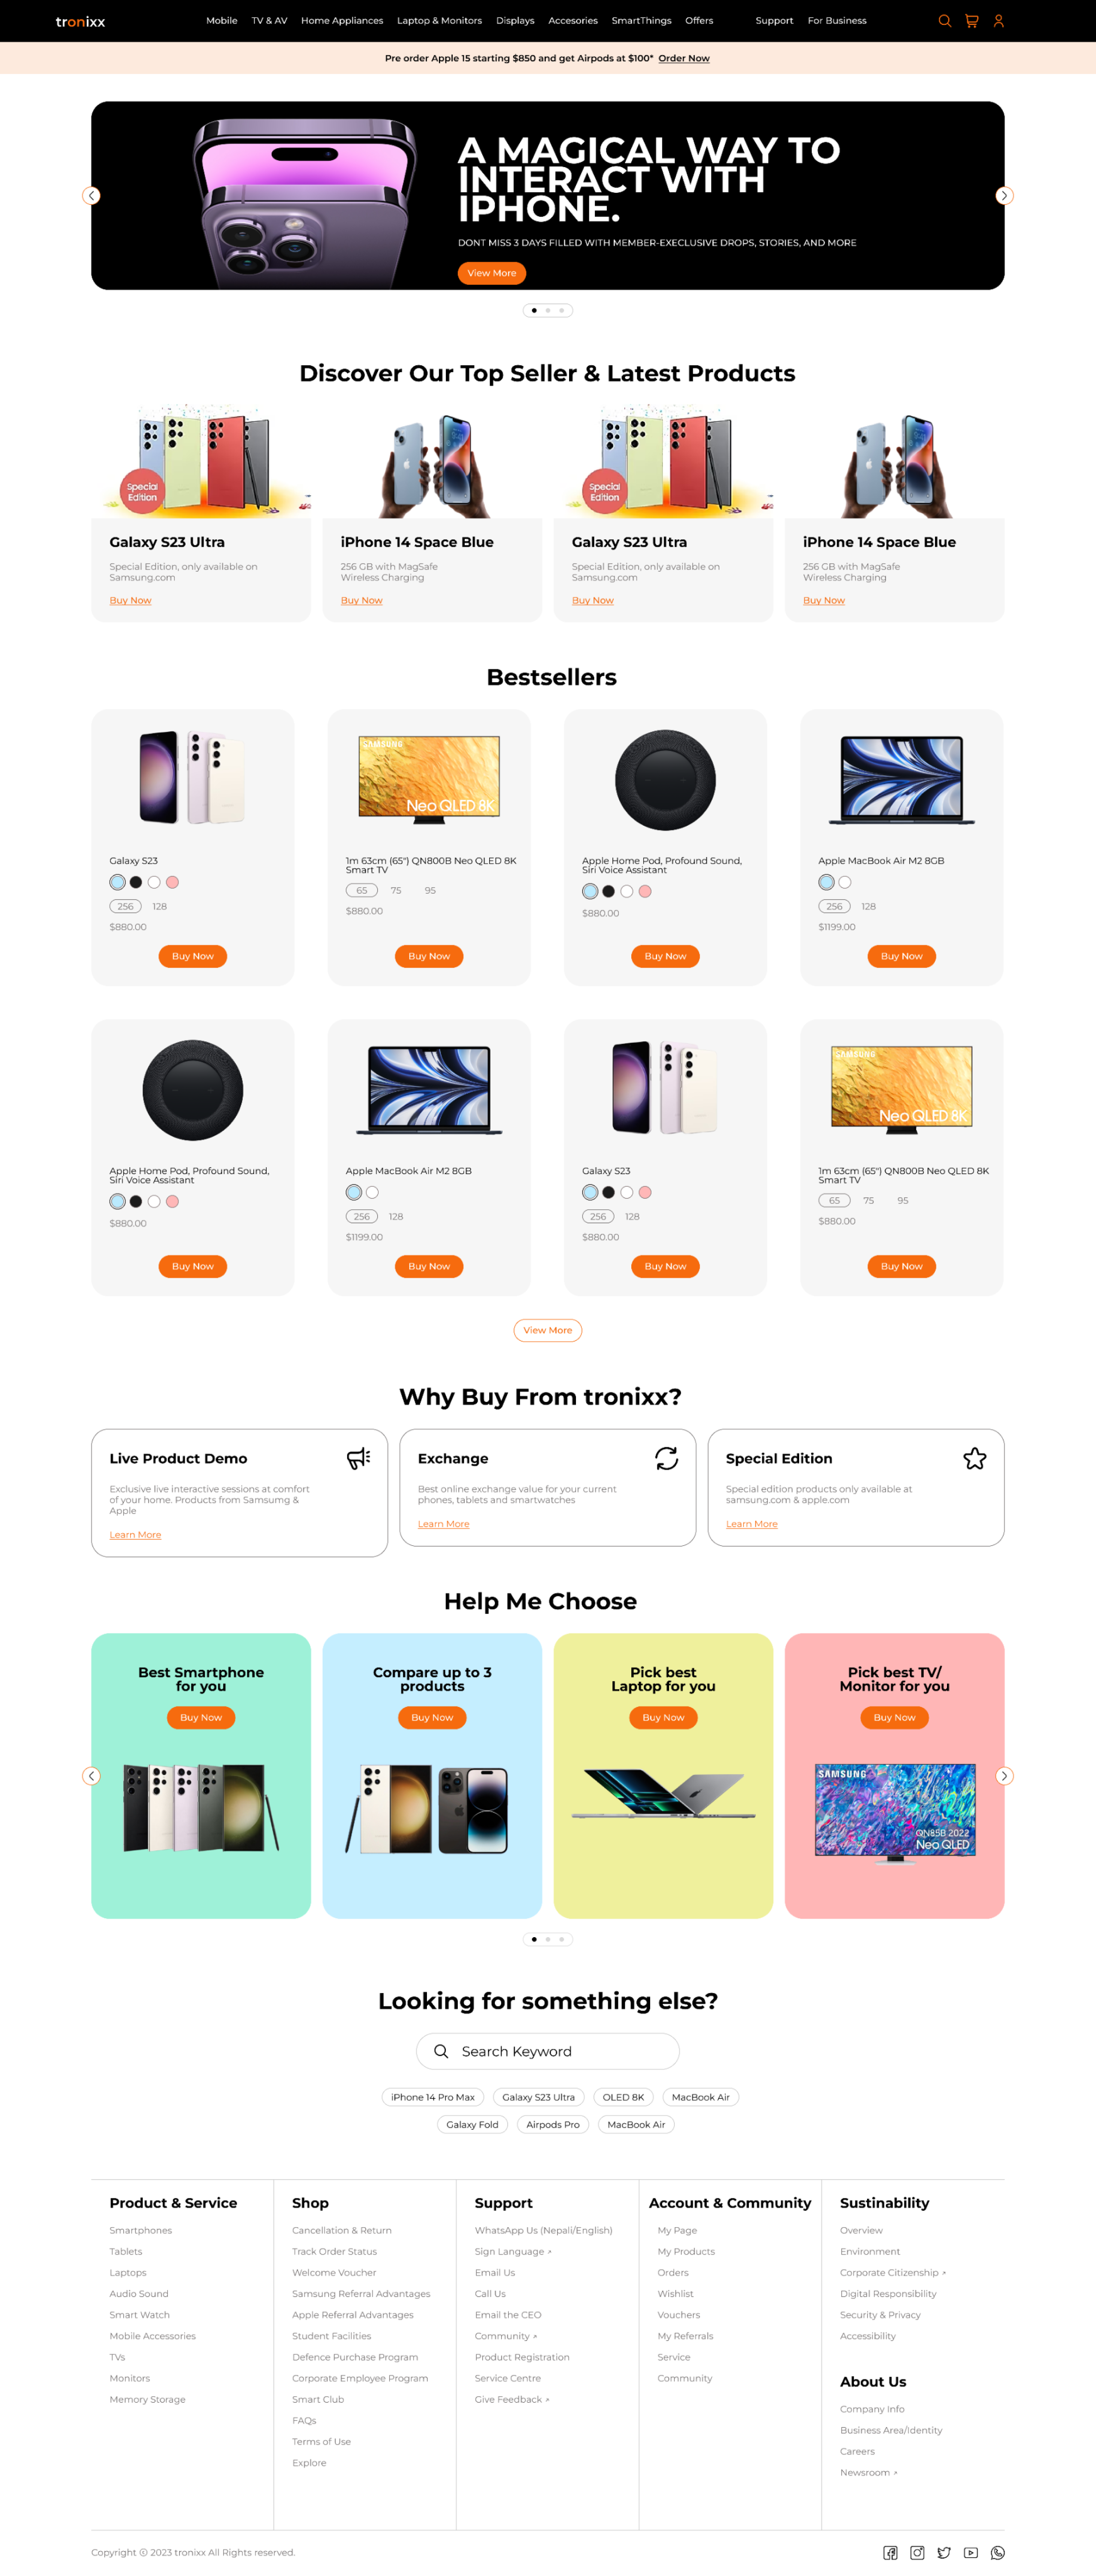 tronixx
Mobile TV & AV Home Appliances Laptop & Monitors Displays Accesories SmartThings Offers Support For Business
Pre order Apple 15 starting $850 and get Airpods at $100* Order Now
A MAGICAL WAY TO
INTERACT WITH
IPHONE.
DONT MISS 3 DAYS FILLED WITH MEMBER-EXECLUSIVE DROPS, STORIES, AND MORE
View More
Discover Our Top Seller & Latest Products
Special
Edition
Galaxy S23 Ultra
Special Edition, only available on
Samsung.com
Buy Now
iPhone 14 Space Blue
256 GB with MagSafe
Wireless Charging
Buy Now
Special
Edition
Galaxy S23 Ultra
Special Edition, only available on
Samsung.com
Buy Now
iPhone 14 Space Blue
256 GB with MagSafe
Wireless Charging
Buy Now
Bestsellers
Galaxy S23
256 128
$880.00
Buy Now
SAMSUNG
Neo QLED 8K
1m 63cm (65") QN800B Neo QLED 8K
Smart TV
65 75 95
$880.00
Buy Now
Apple Home Pod, Profound Sound,
Siri Voice Assistant
$880.00
Buy Now
Apple MacBook Air M2 8GB
256 128
$1199.00
Buy Now
Apple Home Pod, Profound Sound,
Siri Voice Assistant
$880.00
Buy Now
Apple MacBook Air M2 8GB
256 128
$1199.00
Buy Now
Galaxy S23
256 128
$880.00
Buy Now
SAMSUNG
Neo QLED 8K
1m 63cm (65") QN800B Neo QLED 8K
Smart TV
65 75 95
$880.00
Buy Now
View More
Why Buy From tronixx?
Live Product Demo
Exclusive live interactive sessions at comfort
of your home. Products from Samsumg &
Apple
Learn More
Exchange
Best online exchange value for your current
phones, tablets and smartwatches
Learn More
Special Edition
Special edition products only available at
samsung.com & apple.com
Learn More
Help Me Choose
Best Smartphone
for you
Buy Now
Compare up to 3
products
Buy Now
Pick best
Laptop for you
Buy Now
Pick best TV/
Monitor for you
Buy Now
SAMSUNG
QN85B 2022
Neo QLED
Looking for something else?
Search Keyword
iPhone 14 Pro Max Galaxy S23 Ultra OLED 8K MacBook Air
Galaxy Fold Airpods Pro MacBook Air
Product & Service
Smartphones
Tablets
Laptops
Audio Sound
Smart Watch
Mobile Accessories
TVs
Monitors
Memory Storage
Shop
Cancellation & Return
Track Order Status
Welcome Voucher
Samsung Referral Advantages
Apple Referral Advantages
Student Facilities
Defence Purchase Program
Corporate Employee Program
Smart Club
FAQs
Terms of Use
Explore
Support
WhatsApp Us (Nepali/English)
Sign Language ↗
Email Us
Call Us
Email the CEO
Community ↗
Product Registration
Service Centre
Give Feedback ↗
Account & Community
My Page
My Products
Orders
Wishlist
Vouchers
My Referrals
Service
Community
Sustinability
Overview
Environment
Corporate Citizenship ↗
Digital Responsibility
Security & Privacy
Accessibility
About Us
Company Info
Business Area/Identity
Careers
Newsroom ↗
Copyright © 2023 tronixx All Rights reserved.